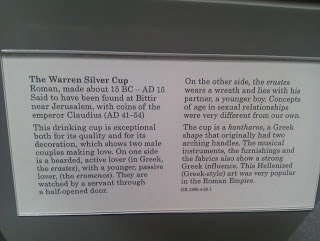 The Warren Silver Cup
Roman, made about 15 BC – AD 15
Said to have been found at Bittir
near Jerusalem, with coins of the
emperor Claudius (AD 41–54)
This drinking cup is exceptional
both for its quality and for its
decoration, which shows two male
couples making love. On one side
is a bearded, active lover (in Greek,
the erastes), with a younger, passive
lover, (the eromenos). They are
watched by a servant through
a half-opened door.
On the other side, the erastes
wears a wreath and lies with his
partner, a younger boy. Concepts
of age in sexual relationships
were very different from our own.
The cup is a kantharos, a Greek
shape that originally had two
arching handles. The musical
instruments, the furnishings and
the fabrics also show a strong
Greek influence. This Hellenised
(Greek-style) art was very popular
in the Roman Empire.
GR 1999.4-26.1